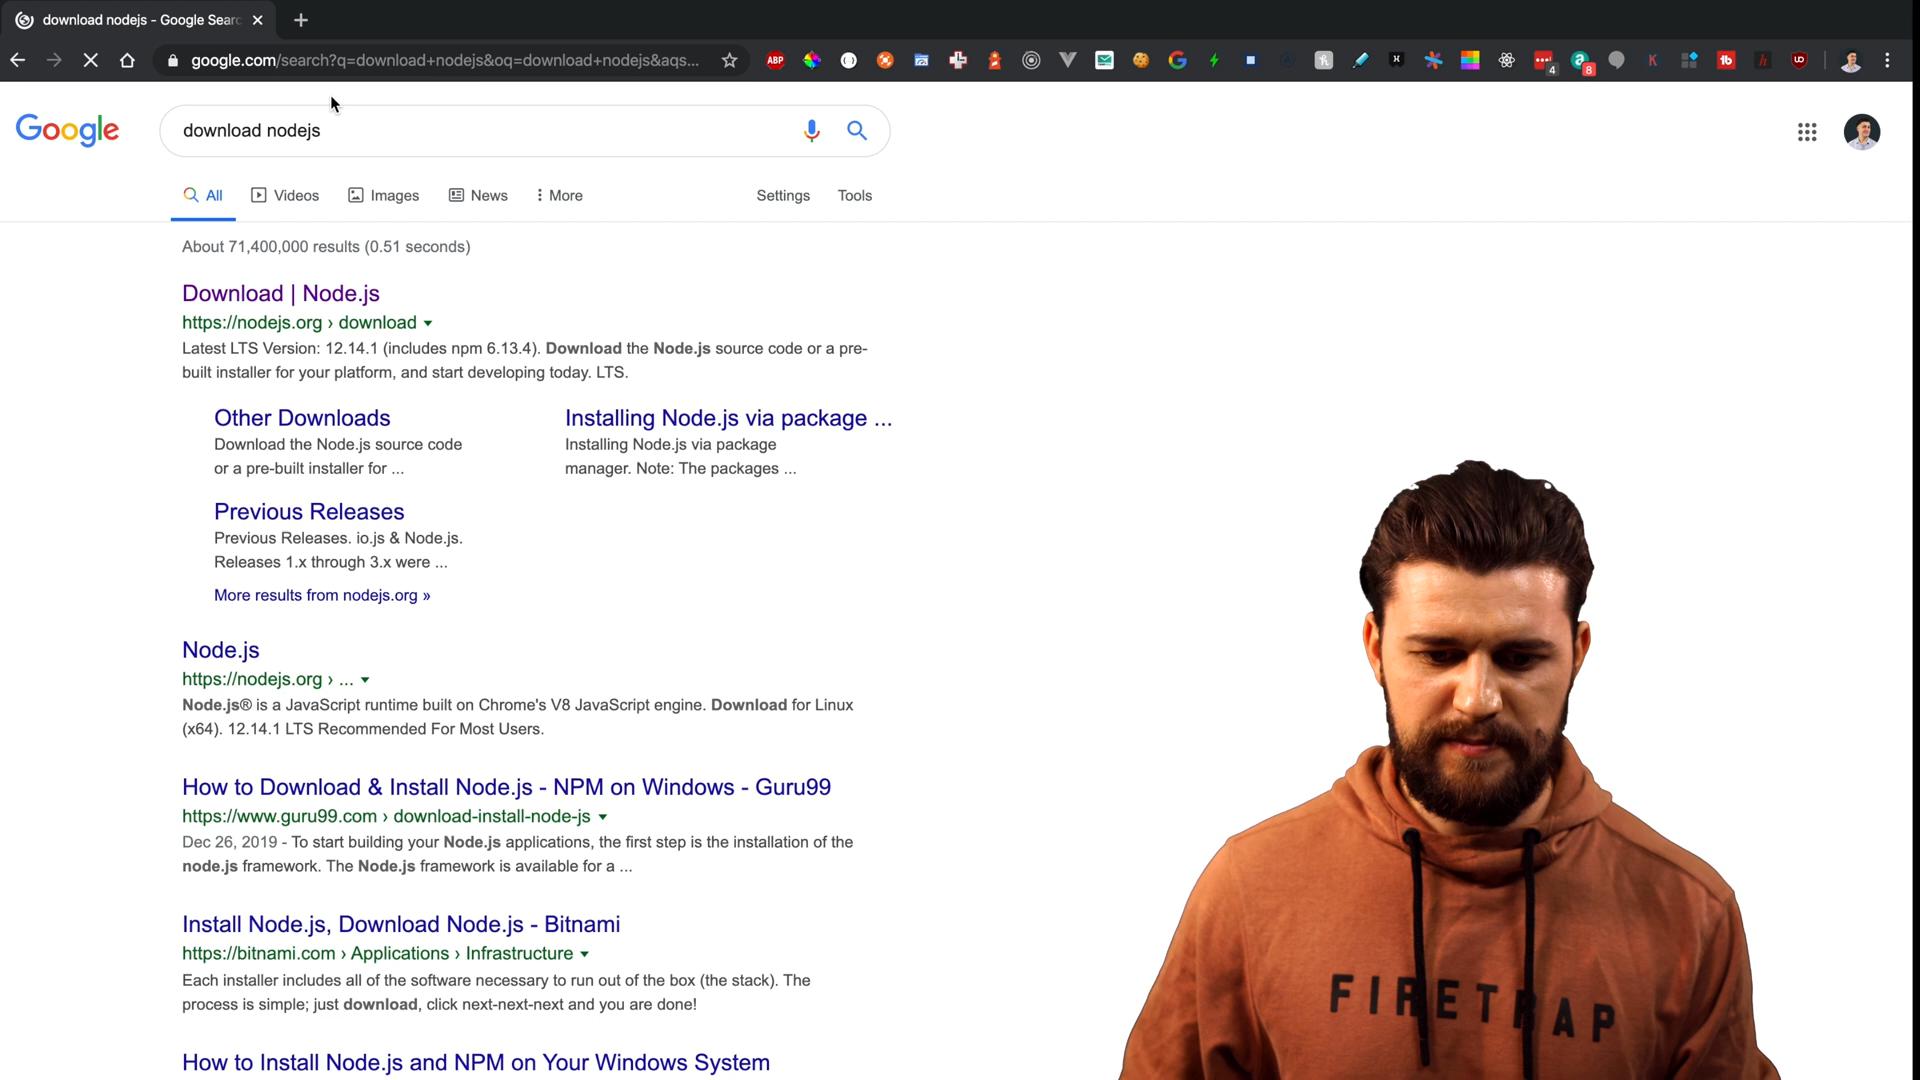 download nodejs - Google Sear
google.com/search?q=download+nodejs&oq=download+nodejs&aqs...
ABP
4
8
K
tb
h
UD
Google
download nodejs
All
Videos
Images
News
More
Settings
Tools
About 71,400,000 results (0.51 seconds)
Download | Node.js
https://nodejs.org › download
Latest LTS Version: 12.14.1 (includes npm 6.13.4). Download the Node.js source code or a pre-
built installer for your platform, and start developing today. LTS.
Other Downloads
Download the Node.js source code
or a pre-built installer for ...
Installing Node.js via package ...
Installing Node.js via package
manager. Note: The packages ...
Previous Releases
Previous Releases. io.js & Node.js.
Releases 1.x through 3.x were ...
More results from nodejs.org »
Node.js
https://nodejs.org › ...
Node.js® is a JavaScript runtime built on Chrome's V8 JavaScript engine. Download for Linux
(x64). 12.14.1 LTS Recommended For Most Users.
How to Download & Install Node.js - NPM on Windows - Guru99
https://www.guru99.com › download-install-node-js
Dec 26, 2019 - To start building your Node.js applications, the first step is the installation of the
node.js framework. The Node.js framework is available for a ...
Install Node.js, Download Node.js - Bitnami
https://bitnami.com › Applications › Infrastructure
Each installer includes all of the software necessary to run out of the box (the stack). The
process is simple; just download, click next-next-next and you are done!
How to Install Node.js and NPM on Your Windows System
FIRETRAP